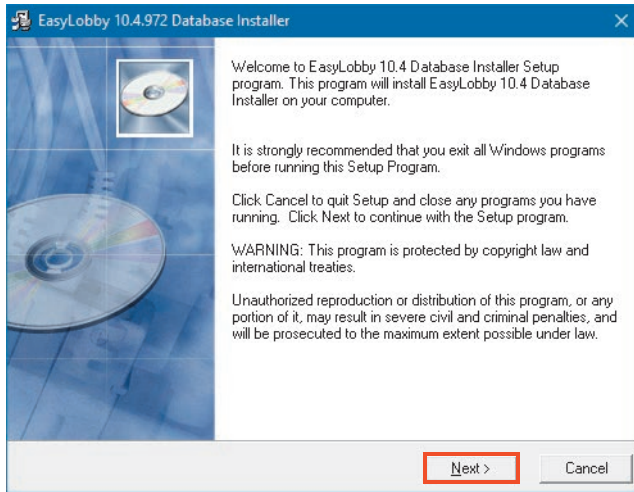 EasyLobby 10.4.972 Database Installer
Welcome to EasyLobby 10.4 Database Installer Setup
program. This program will install EasyLobby 10.4 Database
Installer on your computer.
It is strongly recommended that you exit all Windows programs
before running this Setup Program.
Click Cancel to quit Setup and close any programs you have
running. Click Next to continue with the Setup program.
WARNING: This program is protected by copyright law and
international treaties.
Unauthorized reproduction or distribution of this program, or any
portion of it, may result in severe civil and criminal penalties, and
will be prosecuted to the maximum extent possible under law.
Next > Cancel